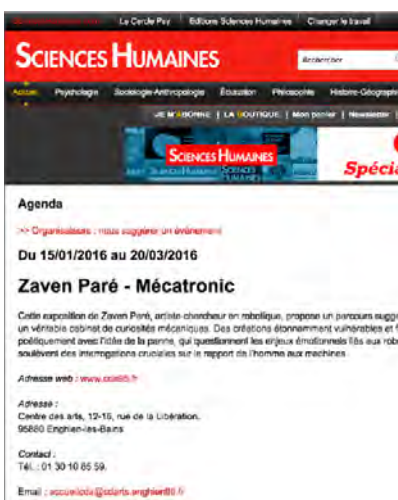 Le Cercle Psy Editions Sciences Humaines Changer le travail
SCIENCES HUMAINES
Rechercher
Accueil Psychologie Sociologie-Anthropologie Éducation Philosophie Histoire-Géographie
JE M'ABONNE | LA BOUTIQUE | Mon panier | Newsletter
SCIENCES HUMAINES
Spécia
Agenda
>> Organisateurs : nous suggérer un événement
Du 15/01/2016 au 20/03/2016
Zaven Paré - Mécatronic
Cette exposition de Zaven Paré, artiste chercheur en robotique, propose un parcours sugg
un véritable cabinet de curiosités mécaniques. Des créations étonnamment vulnérables et f
poétiquement avec l'idée de la panne, qui questionnent les enjeux émotionnels liés aux rob
soulèvent des interrogations cruciales sur le rapport de l'homme aux machines.
Adresse web : www.cda95.fr
Adresse :
Centre des arts, 12-16, rue de la Libération,
95880 Enghien-les-Bains
Contact :
Tél. : 01 30 10 85 59.
Email :